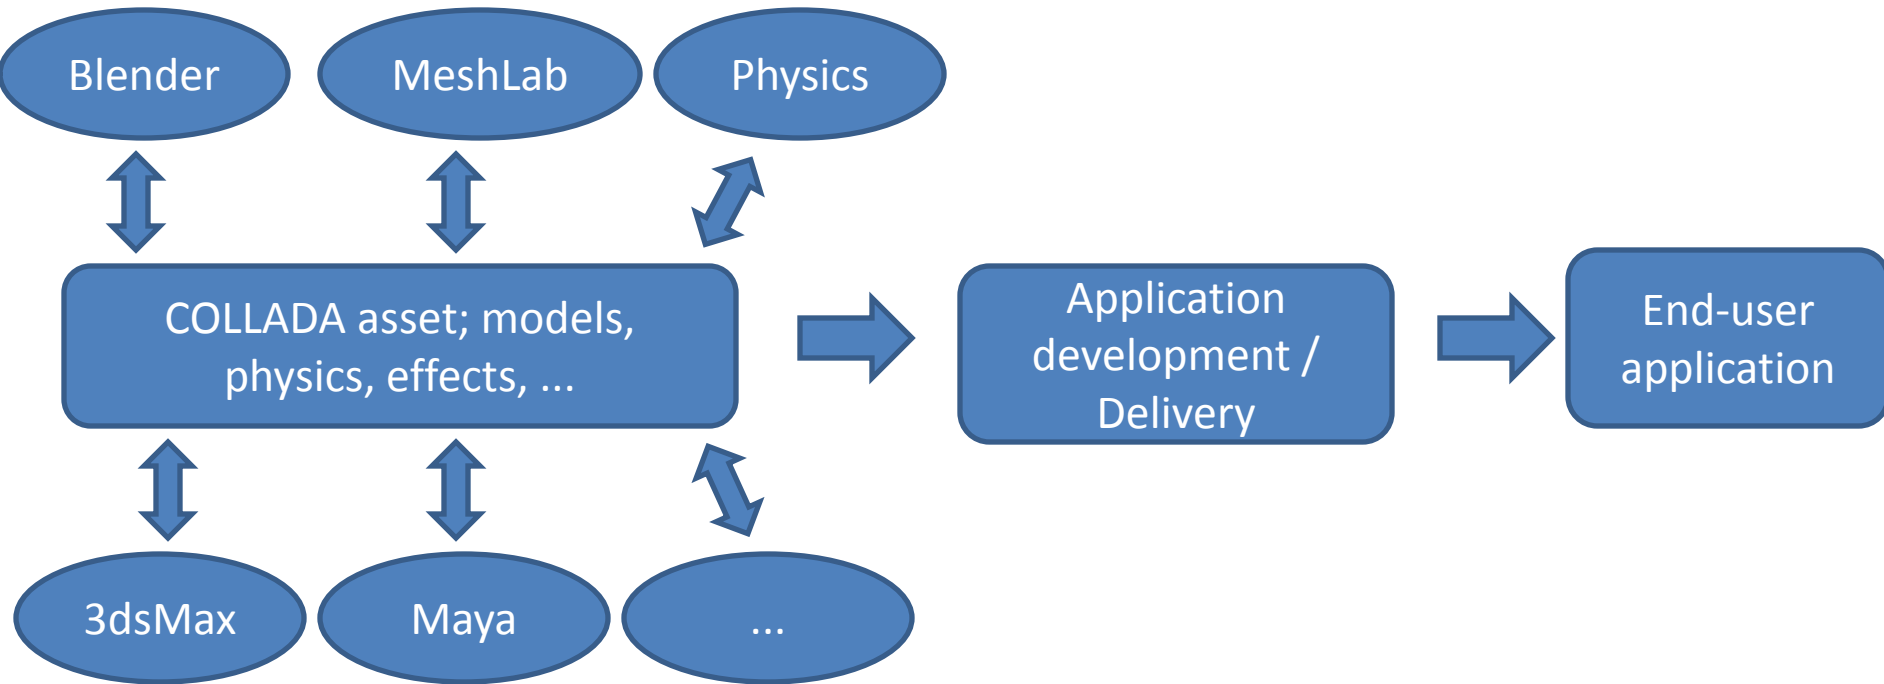 Blender
MeshLab
Physics
COLLADA asset; models,
physics, effects, ...
Application
development /
Delivery
End-user
application
3dsMax
Maya
...